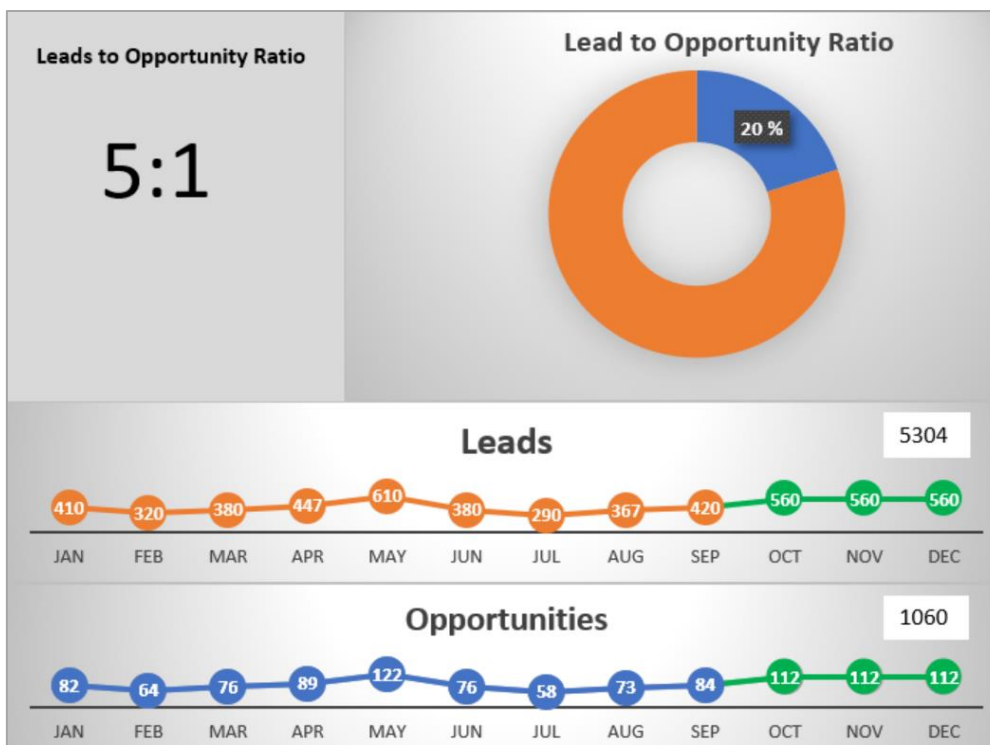 Leads to Opportunity Ratio
5:1
Lead to Opportunity Ratio
20 %
Leads
5304
410 320 380 447 610 380 290 367 420 560 560 560
JAN FEB MAR APR MAY JUN JUL AUG SEP OCT NOV DEC
Opportunities
1060
82 64 76 89 122 76 58 73 84 112 112 112
JAN FEB MAR APR MAY JUN JUL AUG SEP OCT NOV DEC